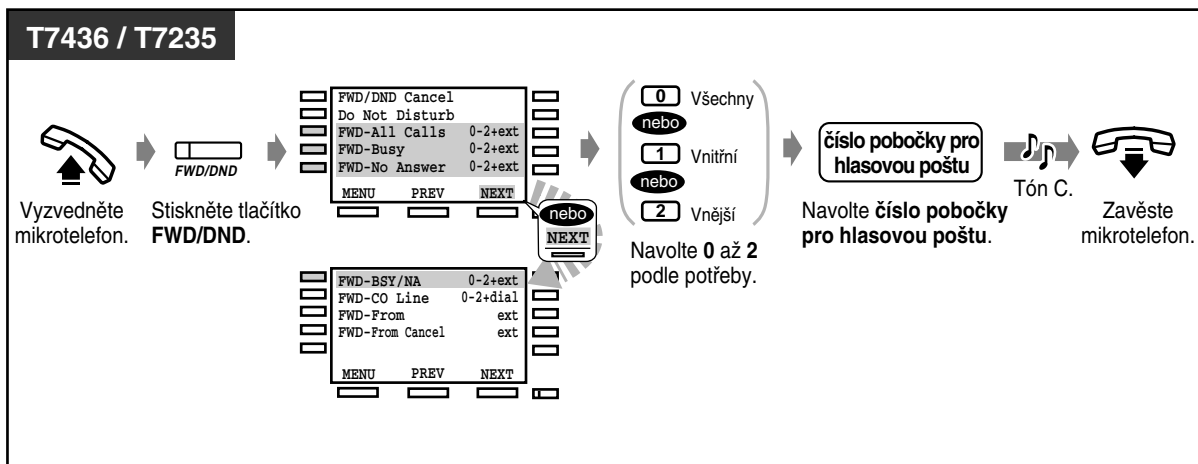 T7436 / T7235
Vyzvedněte
mikrotelefon.
FWD/DND
Stiskněte tlačítko
FWD/DND.
FWD/DND Cancel
Do Not Disturb
FWD-All Calls 0-2+ext
FWD-Busy 0-2+ext
FWD-No Answer 0-2+ext
MENU PREV NEXT
nebo
NEXT
FWD-BSY/NA 0-2+ext
FWD-CO Line 0-2+dial
FWD-From ext
FWD-From Cancel ext
MENU PREV NEXT
0 Všechny
nebo
1 Vnitřní
nebo
2 Vnější
Navolte 0 až 2
podle potřeby.
číslo pobočky pro
hlasovou poštu
Navolte číslo pobočky
pro hlasovou poštu.
Tón C.
Zavěste
mikrotelefon.